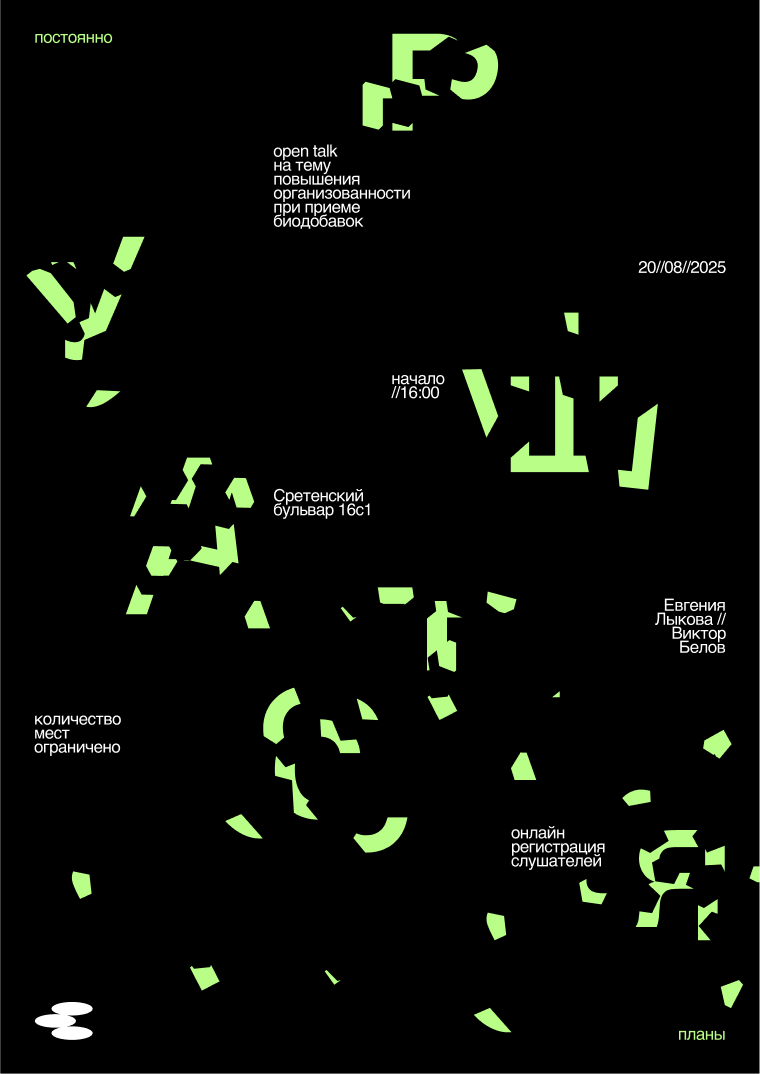 постоянно
Р
open talk
на тему
повышения
организованности
при приеме
биодобавок
У
20//08//2025
начало
//16:00
Ш
А
Сретенский
бульвар 16с1
Т
Евгения
Лыкова //
Виктор
Белов
С
количество
мест
ограничено
онлайн
регистрация
слушателей
Я
планы